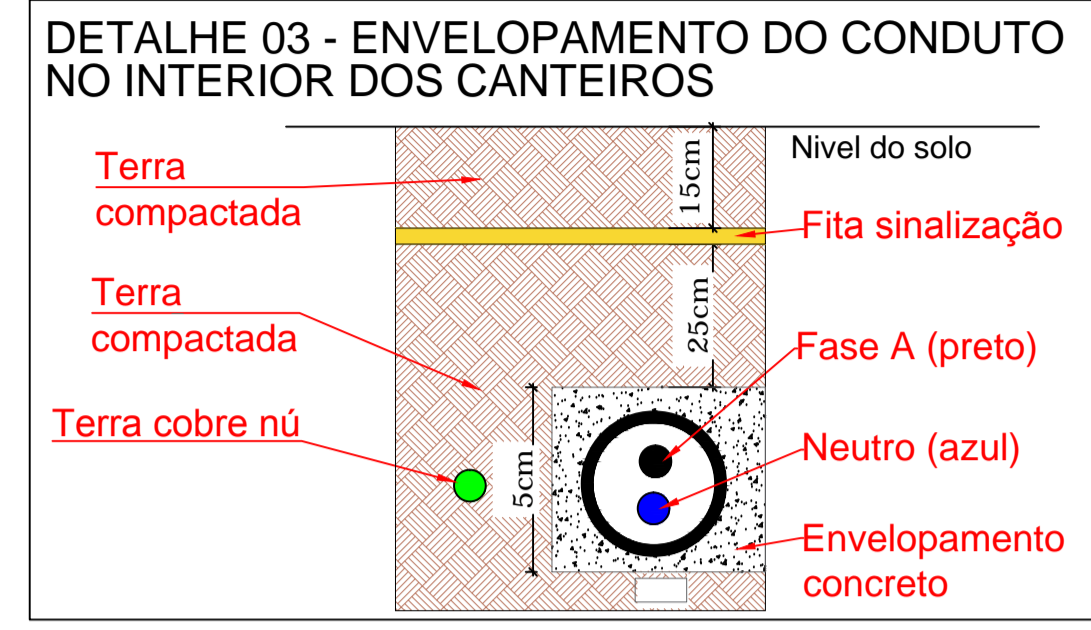 DETALHE 03 - ENVELOPAMENTO DO CONDUTO
NO INTERIOR DOS CANTEIROS
Nivel do solo
Terra
compactada
15cm
Fita sinalização
Terra
compactada
25cm
Fase A (preto)
Terra cobre nú
5cm
Neutro (azul)
Envelopamento
concreto